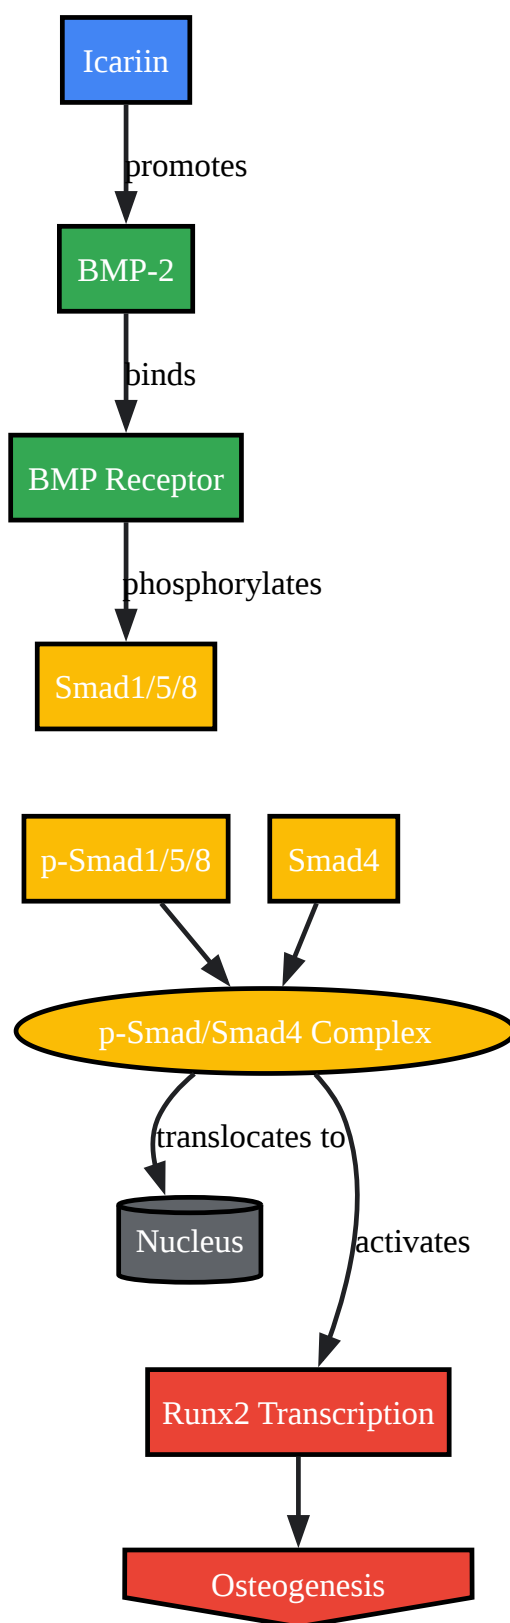 Icariin
promotes
BMP-2
binds
BMP Receptor
phosphorylates
Smad1/5/8
p-Smad1/5/8
Smad4
p-Smad/Smad4 Complex
translocates to
Nucleus
activates
Runx2 Transcription
Osteogenesis